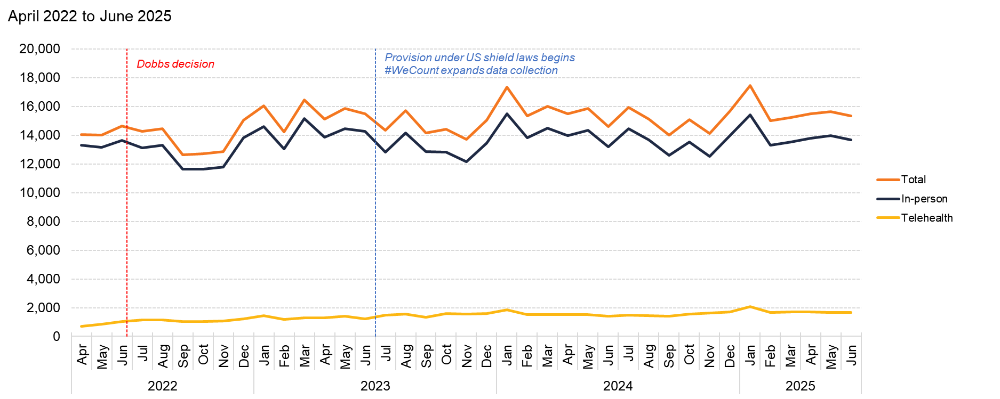 April 2022 to June 2025
20,000
18,000
16,000
14,000
12,000
10,000
8,000
6,000
4,000
2,000
0
Dobbs decision
Provision under US shield laws begins
#WeCount expands data collection
Total
In-person
Telehealth
Apr May Jun Jul Aug Sep Oct Nov Dec Jan Feb Mar Apr May Jun Jul Aug Sep Oct Nov Dec Jan Feb Mar Apr May Jun Jul Aug Sep Oct Nov Dec Jan Feb Mar Apr May Jun
2022 2023 2024 2025